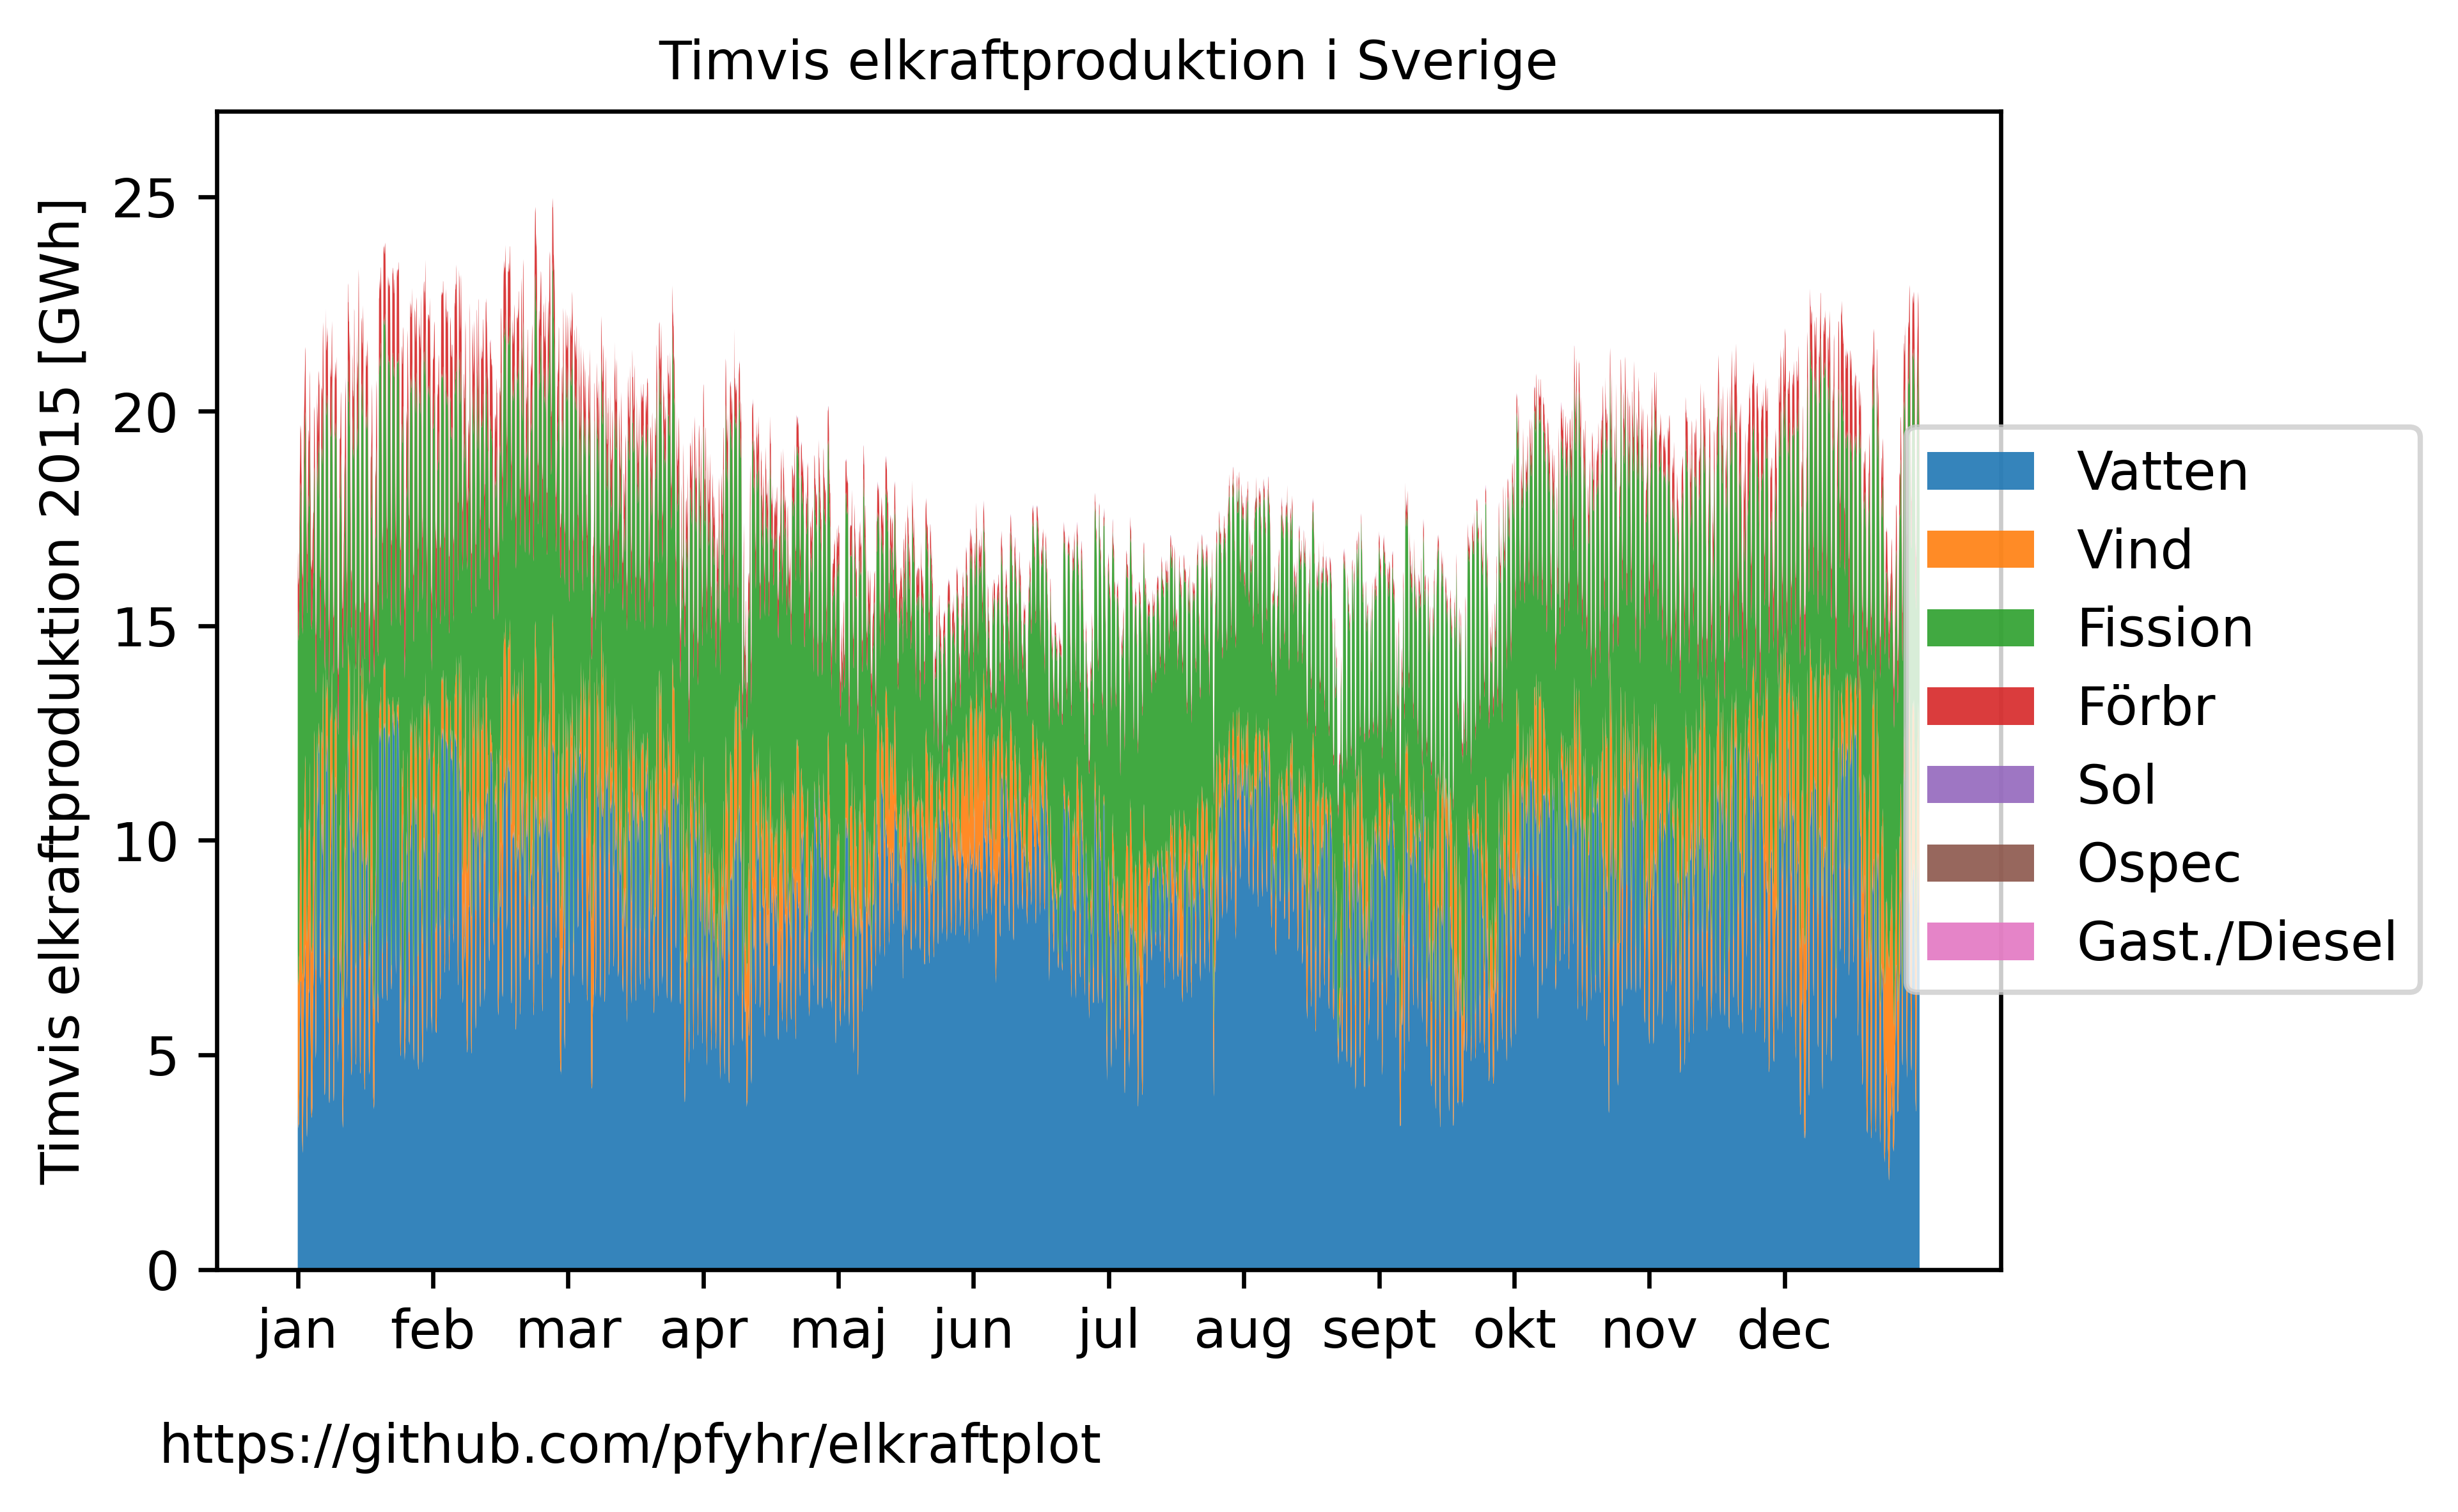 Timvis elkraftproduktion i Sverige
Timvis elkraftproduktion 2015 [GWh]
25
20
15
10
5
0
jan feb mar apr maj jun jul aug sept okt nov dec
Vatten
Vind
Fission
Förbr
Sol
Ospec
Gast./Diesel
https://github.com/pfyhr/elkraftplot